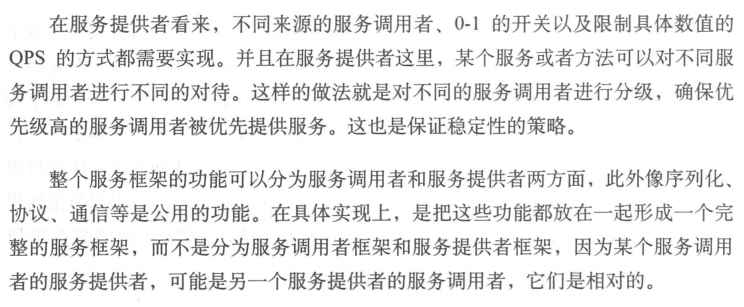 在服务提供者看来，不同来源的服务调用者、0-1 的开关以及限制具体数值的
QPS 的方式都需要实现。并且在服务提供者这里，某个服务或者方法可以对不同服
务调用者进行不同的对待。这样的做法就是对不同的服务调用者进行分级，确保优
先级高的服务调用者被优先提供服务。这也是保证稳定性的策略。
整个服务框架的功能可以分为服务调用者和服务提供者两方面，此外像序列化、
协议、通信等是公用的功能。在具体实现上，是把这些功能都放在一起形成一个完
整的服务框架，而不是分为服务调用者框架和服务提供者框架，因为某个服务调用
者的服务提供者，可能是另一个服务提供者的服务调用者，它们是相对的。